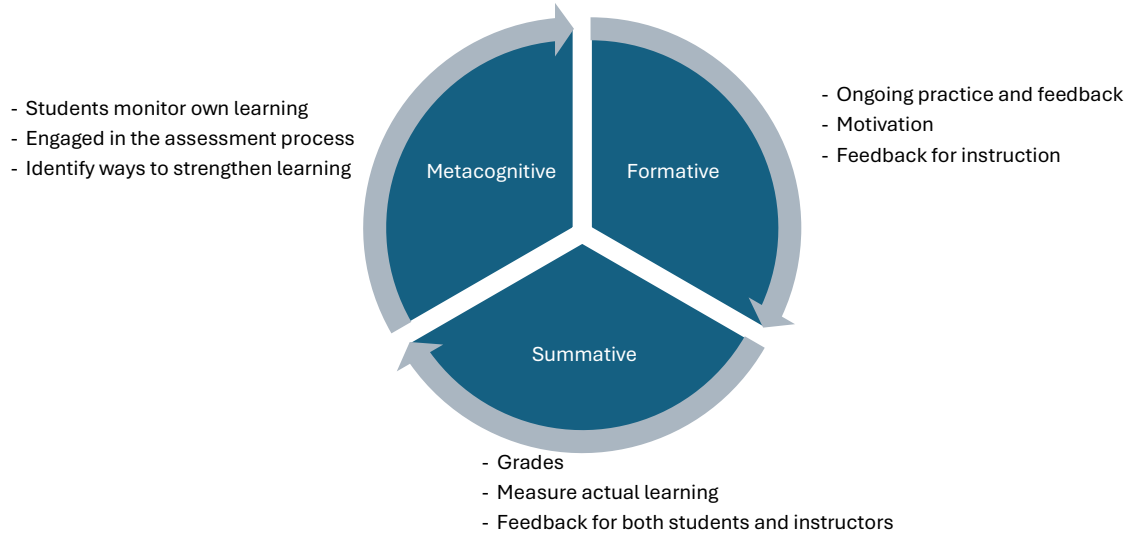 - Students monitor own learning
- Engaged in the assessment process
- Identify ways to strengthen learning
Metacognitive
Formative
- Ongoing practice and feedback
- Motivation
- Feedback for instruction
Summative
- Grades
- Measure actual learning
- Feedback for both students and instructors